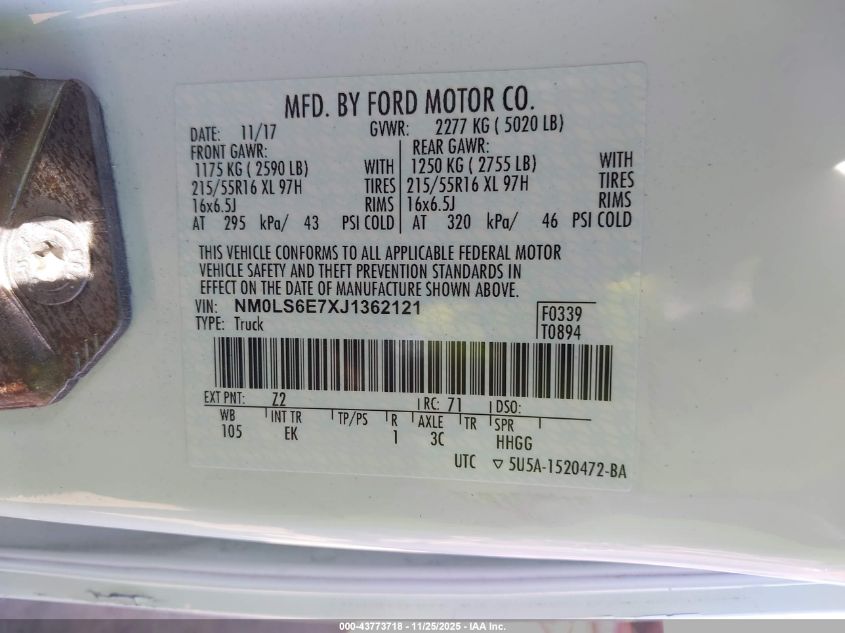 MFD. BY FORD MOTOR CO.
DATE: 11/17 GVWR: 2277 KG ( 5020 LB)
FRONT GAWR: REAR GAWR:
1175 KG ( 2590 LB) WITH 1250 KG ( 2755 LB) WITH
215/55R16 XL 97H TIRES 215/55R16 XL 97H TIRES
16x6.5J RIMS 16x6.5J RIMS
AT 295 kPa/ 43 PSI COLD AT 320 kPa/ 46 PSI COLD
THIS VEHICLE CONFORMS TO ALL APPLICABLE FEDERAL MOTOR
VEHICLE SAFETY AND THEFT PREVENTION STANDARDS IN
EFFECT ON THE DATE OF MANUFACTURE SHOWN ABOVE.
VIN: NM0LS6E7XJ1362121 F0339
TYPE: Truck T0894
EXT PNT: Z2 RC: 71 DSO:
WB INT TR TP/PS R AXLE TR SPR
105 EK 1 3C HHGG
UTC ▽ 5U5A-1520472-BA
000-43773718 - 11/25/2025 - IAA Inc.